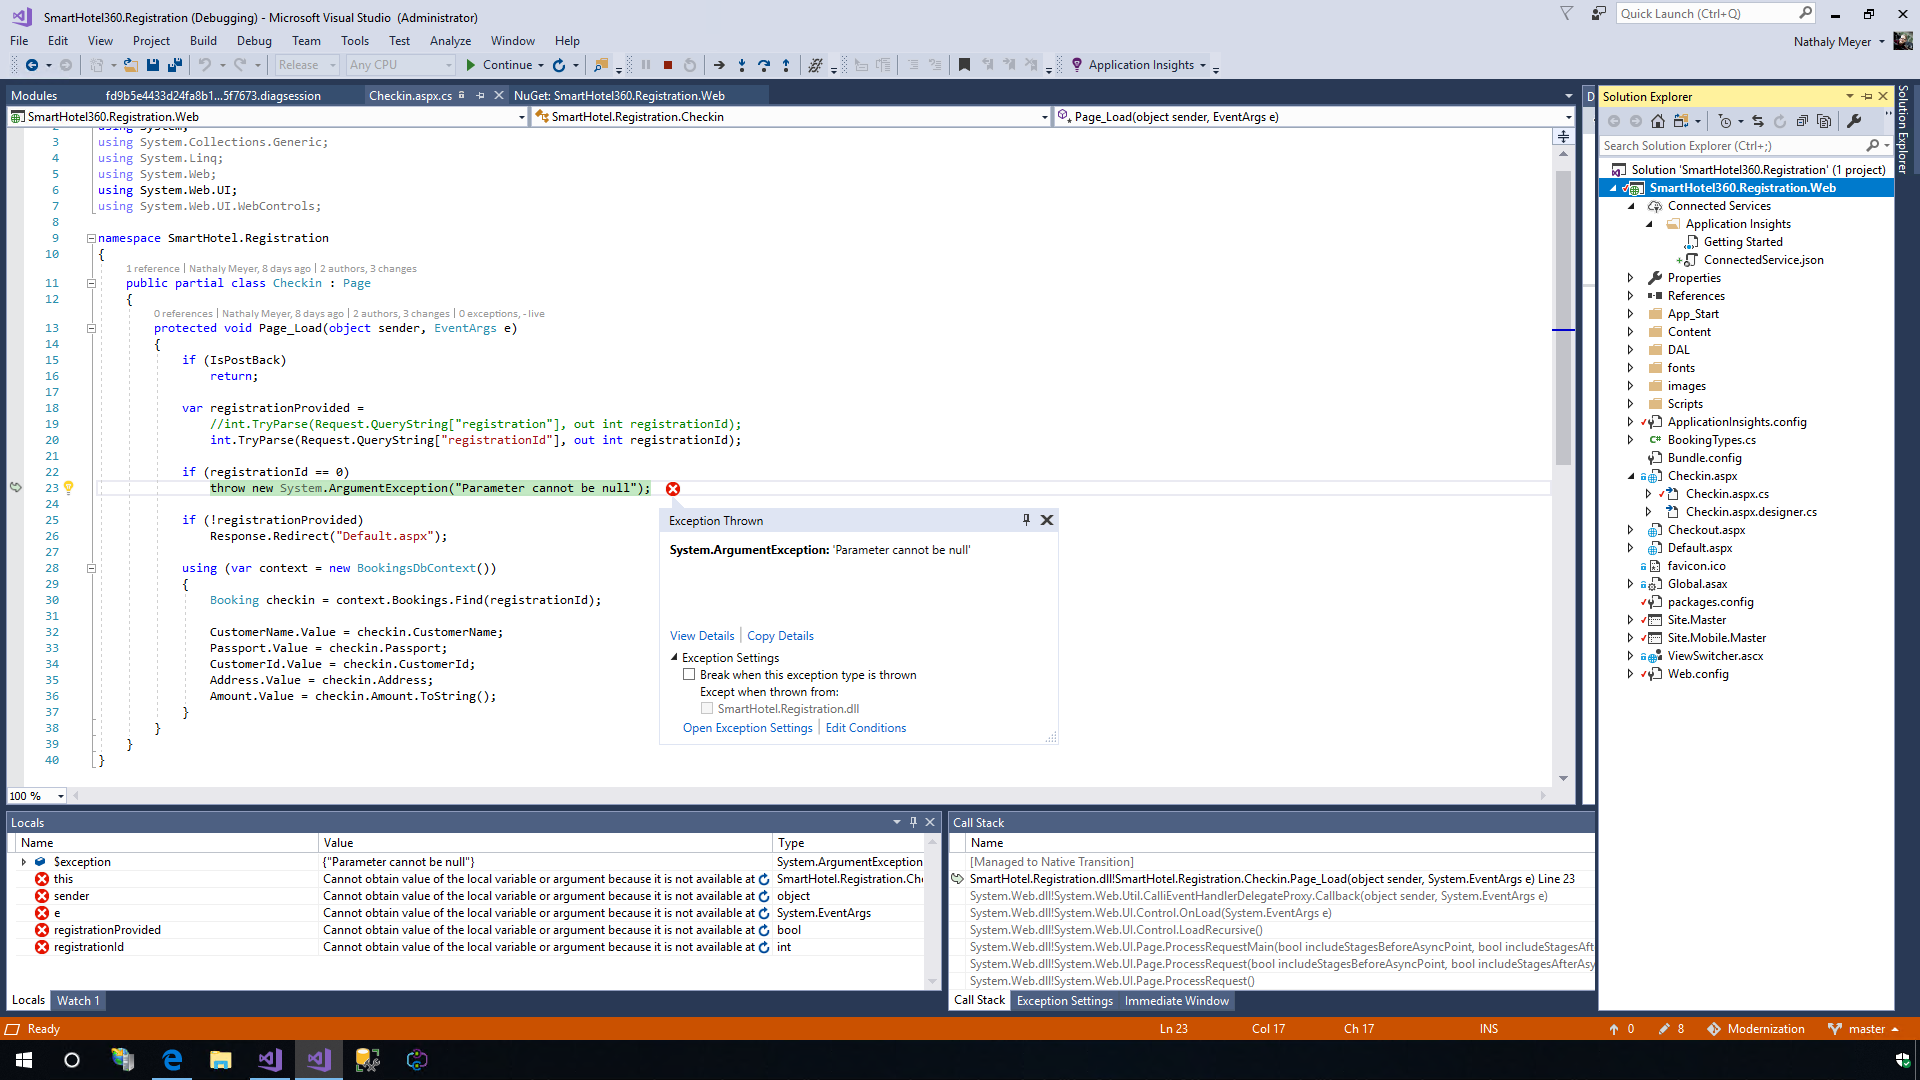 SmartHotel360.Registration (Debugging) - Microsoft Visual Studio (Administrator)
Quick Launch (Ctrl+Q)
File Edit View Project Build Debug Team Tools Test Analyze Window Help
Nathaly Meyer
Release Any CPU Continue Application Insights
Modules fd9b5e4433d24fa8b1...5f7673.diagsession Checkin.aspx.cs NuGet: SmartHotel360.Registration.Web
SmartHotel360.Registration.Web SmartHotel.Registration.Checkin Page_Load(object sender, EventArgs e)
2 using System;
3 using System.Collections.Generic;
4 using System.Linq;
5 using System.Web;
6 using System.Web.UI;
7 using System.Web.UI.WebControls;
8
9 namespace SmartHotel.Registration
10 {
1 reference | Nathaly Meyer, 8 days ago | 2 authors, 3 changes
11 public partial class Checkin : Page
12 {
0 references | Nathaly Meyer, 8 days ago | 2 authors, 3 changes | 0 exceptions, - live
13 protected void Page_Load(object sender, EventArgs e)
14 {
15 if (IsPostBack)
16 return;
17
18 var registrationProvided =
19 //int.TryParse(Request.QueryString["registration"], out int registrationId);
20 int.TryParse(Request.QueryString["registrationId"], out int registrationId);
21
22 if (registrationId == 0)
23 throw new System.ArgumentException("Parameter cannot be null");
24
25 if (!registrationProvided)
26 Response.Redirect("Default.aspx");
27
28 using (var context = new BookingsDbContext())
29 {
30 Booking checkin = context.Bookings.Find(registrationId);
31
32 CustomerName.Value = checkin.CustomerName;
33 Passport.Value = checkin.Passport;
34 CustomerId.Value = checkin.CustomerId;
35 Address.Value = checkin.Address;
36 Amount.Value = checkin.Amount.ToString();
37 }
38 }
39 }
40 }
100 %
Exception Thrown
System.ArgumentException: 'Parameter cannot be null'
View Details | Copy Details
Exception Settings
Break when this exception type is thrown
Except when thrown from:
SmartHotel.Registration.dll
Open Exception Settings | Edit Conditions
D
Solution Explorer
Solution Explorer
Search Solution Explorer (Ctrl+;)
Solution 'SmartHotel360.Registration' (1 project)
SmartHotel360.Registration.Web
Connected Services
Application Insights
Getting Started
ConnectedService.json
Properties
References
App_Start
Content
DAL
fonts
images
Scripts
ApplicationInsights.config
C# BookingTypes.cs
Bundle.config
Checkin.aspx
Checkin.aspx.cs
Checkin.aspx.designer.cs
Checkout.aspx
Default.aspx
favicon.ico
Global.asax
packages.config
Site.Master
Site.Mobile.Master
ViewSwitcher.ascx
Web.config
Locals
Name Value Type
$exception {"Parameter cannot be null"} System.ArgumentException
this Cannot obtain value of the local variable or argument because it is not available at SmartHotel.Registration.Che
sender Cannot obtain value of the local variable or argument because it is not available at object
e Cannot obtain value of the local variable or argument because it is not available at System.EventArgs
registrationProvided Cannot obtain value of the local variable or argument because it is not available at bool
registrationId Cannot obtain value of the local variable or argument because it is not available at int
Locals Watch 1
Call Stack
Name
[Managed to Native Transition]
SmartHotel.Registration.dll!SmartHotel.Registration.Checkin.Page_Load(object sender, System.EventArgs e) Line 23
System.Web.dll!System.Web.Util.CalliEventHandlerDelegateProxy.Callback(object sender, System.EventArgs e)
System.Web.dll!System.Web.UI.Control.OnLoad(System.EventArgs e)
System.Web.dll!System.Web.UI.Control.LoadRecursive()
System.Web.dll!System.Web.UI.Page.ProcessRequestMain(bool includeStagesBeforeAsyncPoint, bool includeStagesAft
System.Web.dll!System.Web.UI.Page.ProcessRequest(bool includeStagesBeforeAsyncPoint, bool includeStagesAfterAsy
System.Web.dll!System.Web.UI.Page.ProcessRequest()
Call Stack Exception Settings Immediate Window
Ready Ln 23 Col 17 Ch 17 INS 0 8 Modernization master